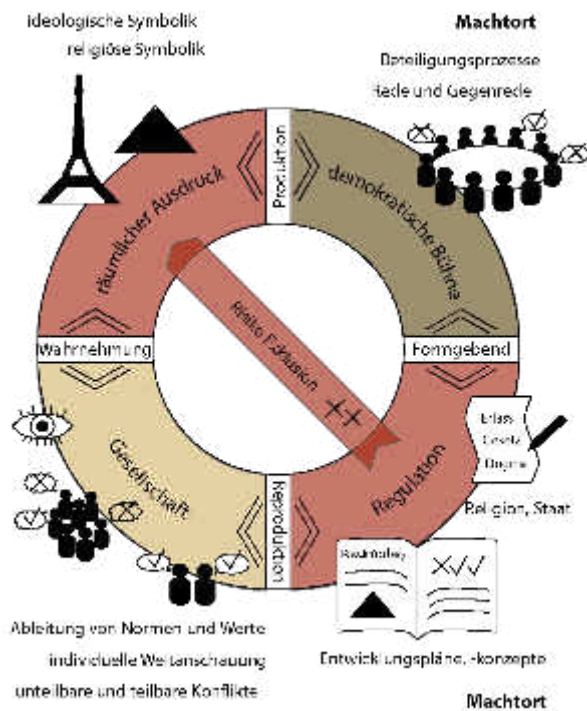 ideologische Symbolik
religiöse Symbolik
Machtort
Beteiligungsprozesse
Rede und Gegenrede
räumlicher Ausdruck
Produktion
demokratische Bühne
Wahrnehmung
Risiko Exklusion
Formgebend
Gesellschaft
Reproduktion
Regulation
Erlass
Gesetz
Dogma
Religion, Staat
Ableitung von Normen und Werte
individuelle Weltanschauung
unteilbare und teilbare Konflikte
Entwicklungspläne, -konzepte
Machtort